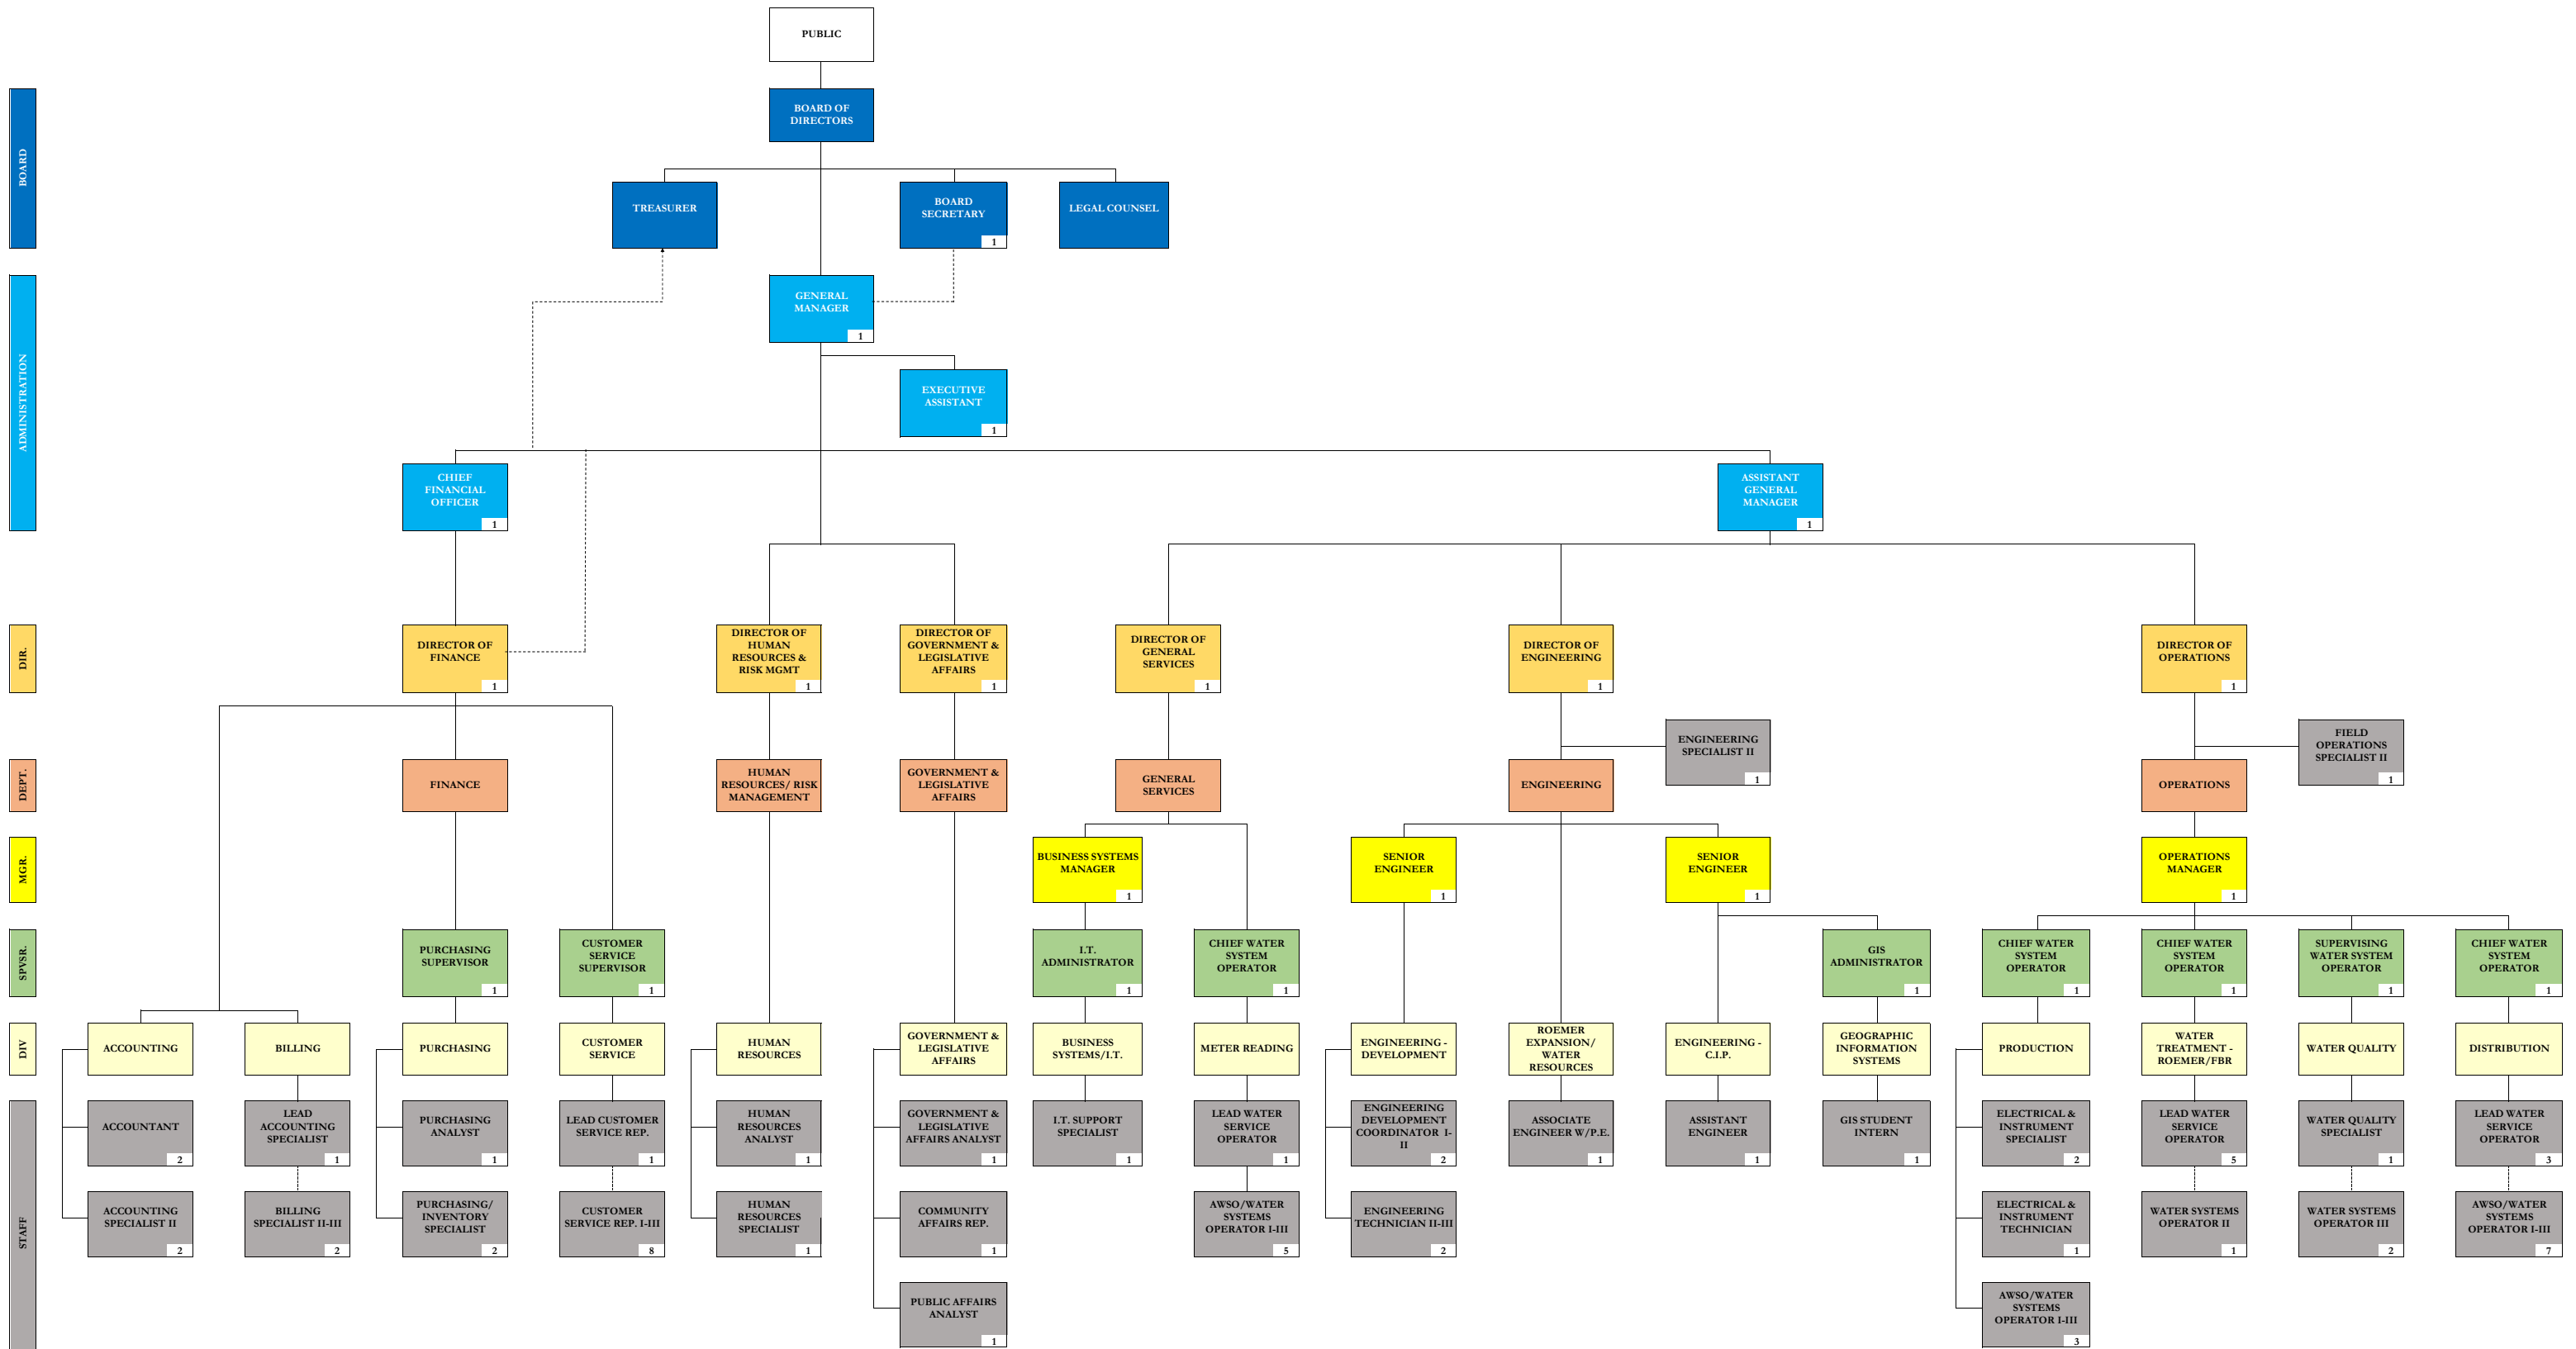 PUBLIC
BOARD
BOARD OF
DIRECTORS
TREASURER
BOARD
SECRETARY
1
LEGAL COUNSEL
ADMINISTRATION
GENERAL
MANAGER
1
EXECUTIVE
ASSISTANT
1
CHIEF
FINANCIAL
OFFICER
1
ASSISTANT
GENERAL
MANAGER
1
DIR.
DIRECTOR OF
FINANCE
1
DIRECTOR OF
HUMAN
RESOURCES &
RISK MGMT
1
DIRECTOR OF
GOVERNMENT &
LEGISLATIVE
AFFAIRS
1
DIRECTOR OF
GENERAL
SERVICES
1
DIRECTOR OF
ENGINEERING
1
DIRECTOR OF
OPERATIONS
1
ENGINEERING
SPECIALIST II
1
FIELD
OPERATIONS
SPECIALIST II
1
DEPT.
FINANCE
HUMAN
RESOURCES/ RISK
MANAGEMENT
GOVERNMENT &
LEGISLATIVE
AFFAIRS
GENERAL
SERVICES
ENGINEERING
OPERATIONS
MGR.
BUSINESS SYSTEMS
MANAGER
1
SENIOR
ENGINEER
1
SENIOR
ENGINEER
1
OPERATIONS
MANAGER
1
SPVSR.
PURCHASING
SUPERVISOR
1
CUSTOMER
SERVICE
SUPERVISOR
1
I.T.
ADMINISTRATOR
1
CHIEF WATER
SYSTEM
OPERATOR
1
GIS
ADMINISTRATOR
1
CHIEF WATER
SYSTEM
OPERATOR
1
CHIEF WATER
SYSTEM
OPERATOR
1
SUPERVISING
WATER SYSTEM
OPERATOR
1
CHIEF WATER
SYSTEM
OPERATOR
1
DIV
ACCOUNTING
BILLING
PURCHASING
CUSTOMER
SERVICE
HUMAN
RESOURCES
GOVERNMENT &
LEGISLATIVE
AFFAIRS
BUSINESS
SYSTEMS/I.T.
METER READING
ENGINEERING -
DEVELOPMENT
ROEMER
EXPANSION/
WATER
RESOURCES
ENGINEERING -
C.I.P.
GEOGRAPHIC
INFORMATION
SYSTEMS
PRODUCTION
WATER
TREATMENT -
ROEMER/FBR
WATER QUALITY
DISTRIBUTION
STAFF
ACCOUNTANT
2
LEAD
ACCOUNTING
SPECIALIST
1
PURCHASING
ANALYST
1
LEAD CUSTOMER
SERVICE REP.
1
HUMAN
RESOURCES
ANALYST
1
GOVERNMENT &
LEGISLATIVE
AFFAIRS ANALYST
1
I.T. SUPPORT
SPECIALIST
1
LEAD WATER
SERVICE
OPERATOR
1
ENGINEERING
DEVELOPMENT
COORDINATOR I-
II
2
ASSOCIATE
ENGINEER W/P.E.
1
ASSISTANT
ENGINEER
1
GIS STUDENT
INTERN
1
ELECTRICAL &
INSTRUMENT
SPECIALIST
2
LEAD WATER
SERVICE
OPERATOR
5
WATER QUALITY
SPECIALIST
1
LEAD WATER
SERVICE
OPERATOR
3
ACCOUNTING
SPECIALIST II
2
BILLING
SPECIALIST II-III
2
PURCHASING/
INVENTORY
SPECIALIST
2
CUSTOMER
SERVICE REP. I-III
8
HUMAN
RESOURCES
SPECIALIST
1
COMMUNITY
AFFAIRS REP.
1
AWSO/WATER
SYSTEMS
OPERATOR I-III
5
ENGINEERING
TECHNICIAN II-III
2
ELECTRICAL &
INSTRUMENT
TECHNICIAN
1
WATER SYSTEMS
OPERATOR II
1
WATER SYSTEMS
OPERATOR III
2
AWSO/WATER
SYSTEMS
OPERATOR I-III
7
PUBLIC AFFAIRS
ANALYST
1
AWSO/WATER
SYSTEMS
OPERATOR I-III
3